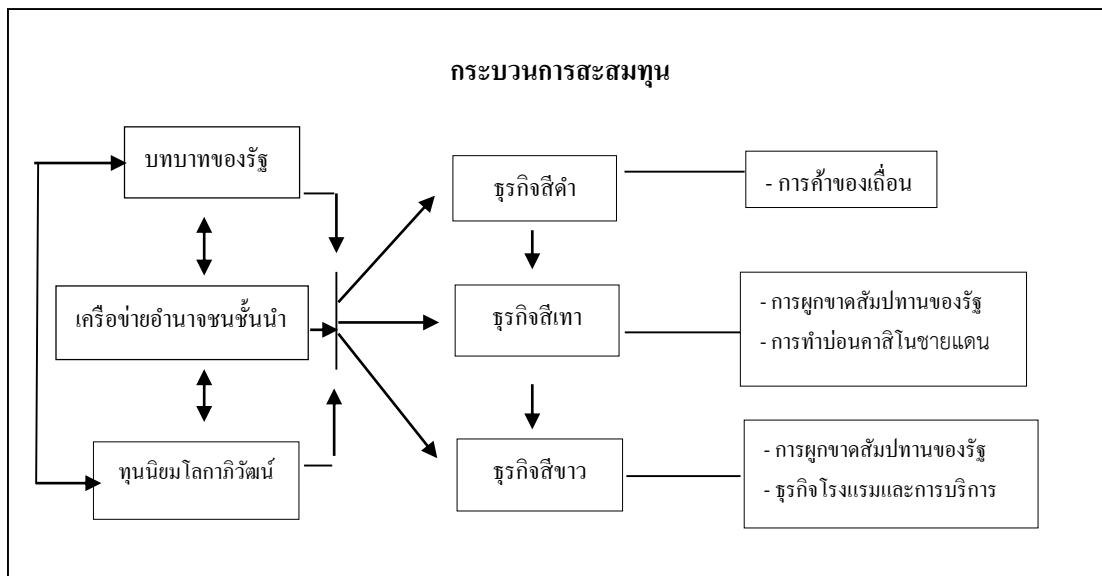 กระบวนการสะสมทุน
บทบาทของรัฐ
ธุรกิจสีดำ
- การค้าของเถื่อน
เครือข่ายอำนาจชนชั้นนำ
ธุรกิจสีเทา
- การผูกขาดสัมปทานของรัฐ
- การทำบ่อนคาสิโนชายแดน
ทุนนิยมโลกาภิวัฒน์
ธุรกิจสีขาว
- การผูกขาดสัมปทานของรัฐ
- ธุรกิจโรงแรมและการบริการ